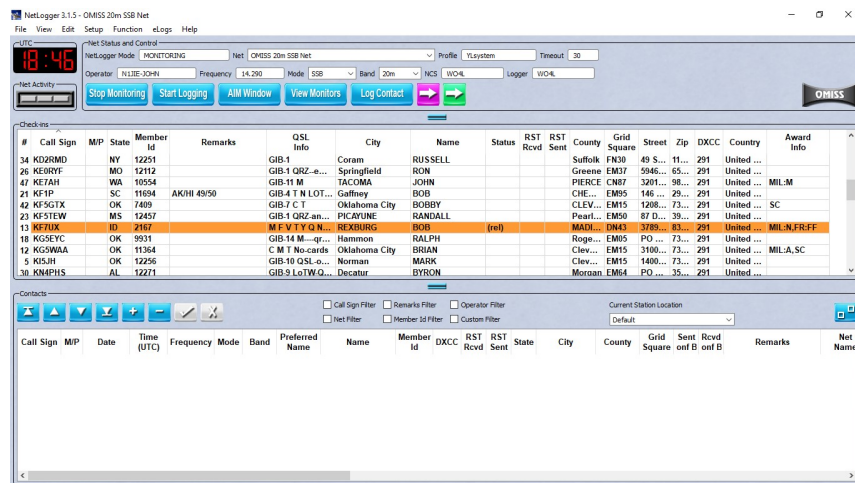 NetLogger 3.1.5 - OMISS 20m SSB Net
File View Edit Setup Function eLogs Help
UTC
18:46
Net Status and Control
NetLogger Mode MONITORING Net OMISS 20m SSB Net Profile YLsystem Timeout 30
Operator N1JIE-JOHN Frequency 14.290 Mode SSB Band 20m NCS WO4L Logger WO4L
Net Activity
Stop Monitoring Start Logging AIM Window View Monitors Log Contact
OMISS
Check-ins
# Call Sign M/P State Member Id Remarks QSL Info City Name Status RST Rcvd RST Sent County Grid Square Street Zip DXCC Country Award Info
34 KD2RMD NY 12251 GIB-1 Coram RUSSELL Suffolk FN30 49 S... 11... 291 United ...
26 KE0RYF MO 12112 GIB-1 QRZ--e... Springfield RON Greene EM37 5946... 65... 291 United ...
47 KE7AH WA 10554 GIB-11 M TACOMA JOHN PIERCE CN87 3201... 98... 291 United ... MIL:M
21 KF1P SC 11694 AK/HI 49/50 GIB-4 T N LOT... Gaffney BOB CHE... EM95 146 ... 29... 291 United ...
42 KF5GTX OK 7409 GIB-7 C T Oklahoma City BOBBY CLEV... EM15 1208... 73... 291 United ... SC
23 KF5TEW MS 12457 GIB-1 QRZ-an... PICAYUNE RANDALL Pearl... EM50 87 D... 39... 291 United ...
13 KF7UX ID 2167 M F V T Y Q N... REXBURG BOB (rel) MADI... DN43 3789... 83... 291 United ... MIL:N,FR:FF
18 KG5EYC OK 9931 GIB-14 M----qr... Hammon RALPH Roge... EM05 PO ... 73... 291 United ...
12 KG5WAA OK 11364 C M T No-cards Oklahoma City BRIAN Clev... EM15 3100... 73... 291 United ... MIL:A,SC
5 KI5JH OK 12256 GIB-10 QSL-o... Norman MARK Clev... EM15 1400... 73... 291 United ...
30 KN4PHS AL 12271 GIB-9 LoTW-Q... Decatur BYRON Morgan EM64 PO ... 35... 291 United ...
Contacts
Call Sign Filter Remarks Filter Operator Filter Current Station Location
Net Filter Member Id Filter Custom Filter Default
Call Sign M/P Date Time (UTC) Frequency Mode Band Preferred Name Name Member Id DXCC RST Rcvd RST Sent State City County Grid Square Sent onf B Rcvd onf B Remarks Net Name